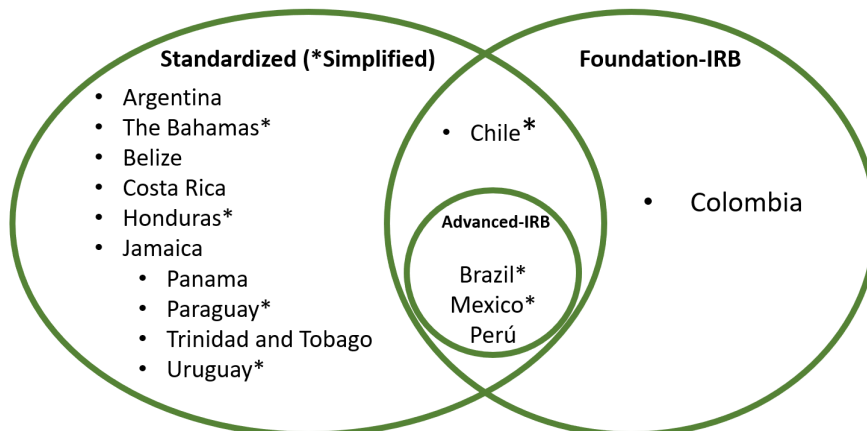 Standardized (*Simplified)
• Argentina
• The Bahamas*
• Belize
• Costa Rica
• Honduras*
• Jamaica
• Panama
• Paraguay*
• Trinidad and Tobago
• Uruguay*
• Chile*
Advanced-IRB
Brazil*
Mexico*
Perú
Foundation-IRB
• Colombia